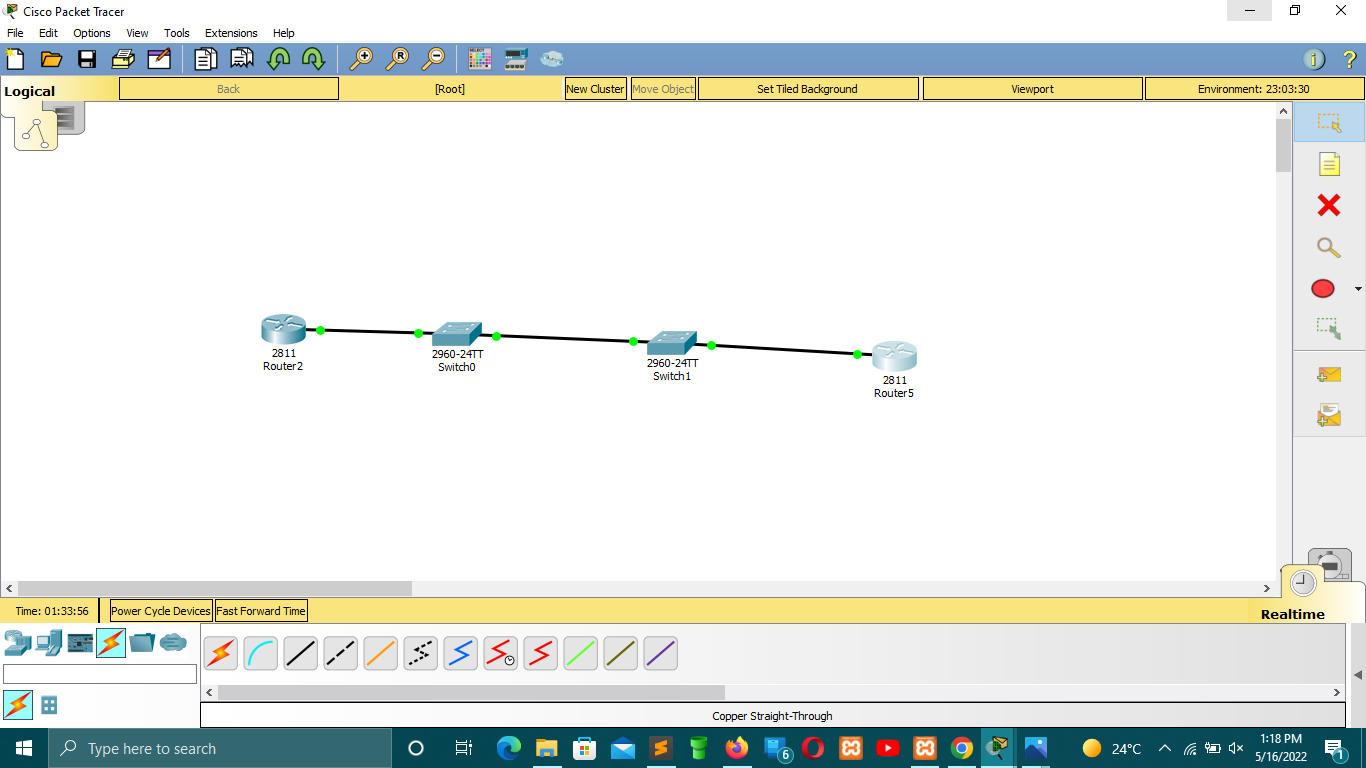 Cisco Packet Tracer
File Edit Options View Tools Extensions Help
Logical
Back
[Root]
New Cluster
Move Object
Set Tiled Background
Viewport
Environment: 23:03:30
2811
Router2
2960-24TT
Switch0
2960-24TT
Switch1
2811
Router5
Time: 01:33:56
Power Cycle Devices
Fast Forward Time
Realtime
Copper Straight-Through
Type here to search
6
24°C
1:18 PM
5/16/2022
1